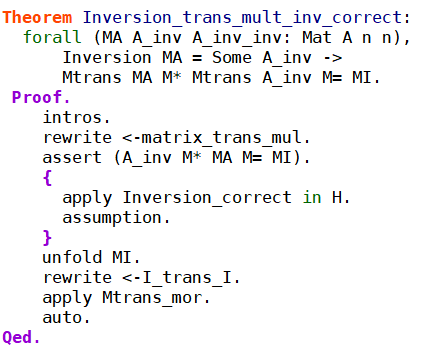 Theorem Inversion_trans_mult_inv_correct:
forall (MA A_inv A_inv_inv: Mat A n n),
Inversion MA = Some A_inv ->
Mtrans MA M* Mtrans A_inv M= MI.
Proof.
intros.
rewrite <-matrix_trans_mul.
assert (A_inv M* MA M= MI).
{
apply Inversion_correct in H.
assumption.
}
unfold MI.
rewrite <-I_trans_I.
apply Mtrans_mor.
auto.
Qed.